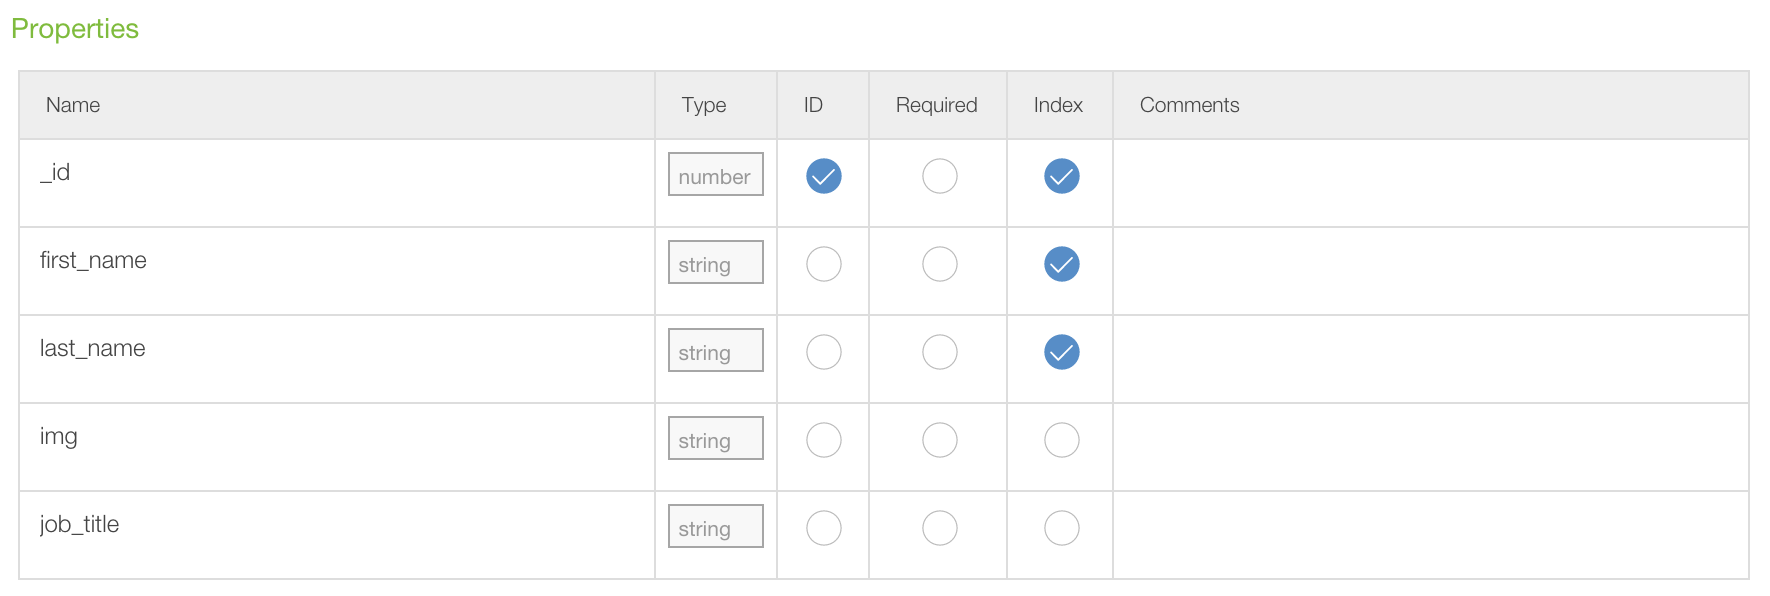 Properties
Name Type ID Required Index Comments
_id number
first_name string
last_name string
img string
job_title string